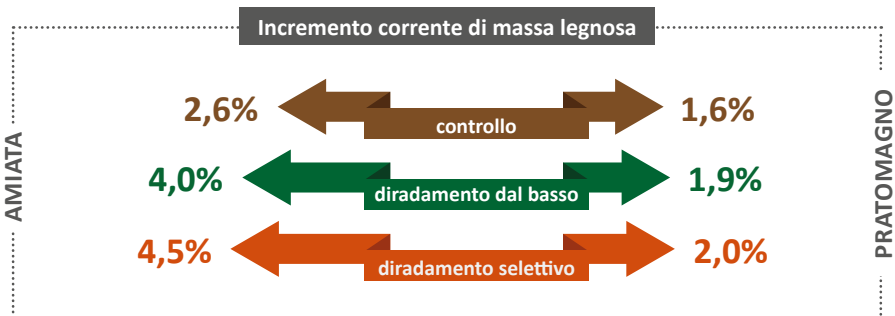 Incremento corrente di massa legnosa
AMIATA
PRATOMAGNO
2,6%
controllo
1,6%
4,0%
diradamento dal basso
1,9%
4,5%
diradamento selettivo
2,0%